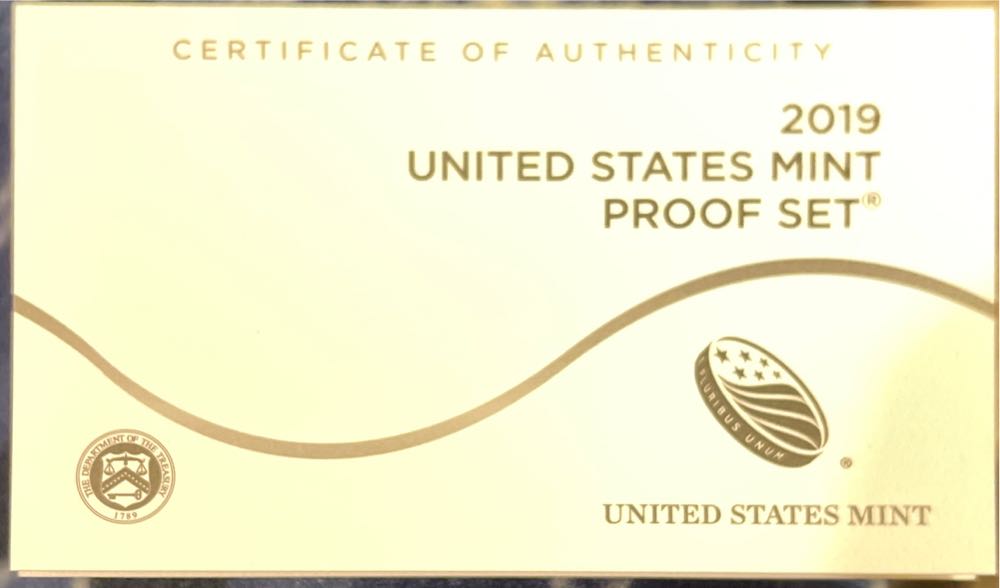 CERTIFICATE OF AUTHENTICITY
2019
UNITED STATES MINT
PROOF SET®
PLURIBUS UNUM
®
THE DEPARTMENT OF THE TREASURY
1789
UNITED STATES MINT